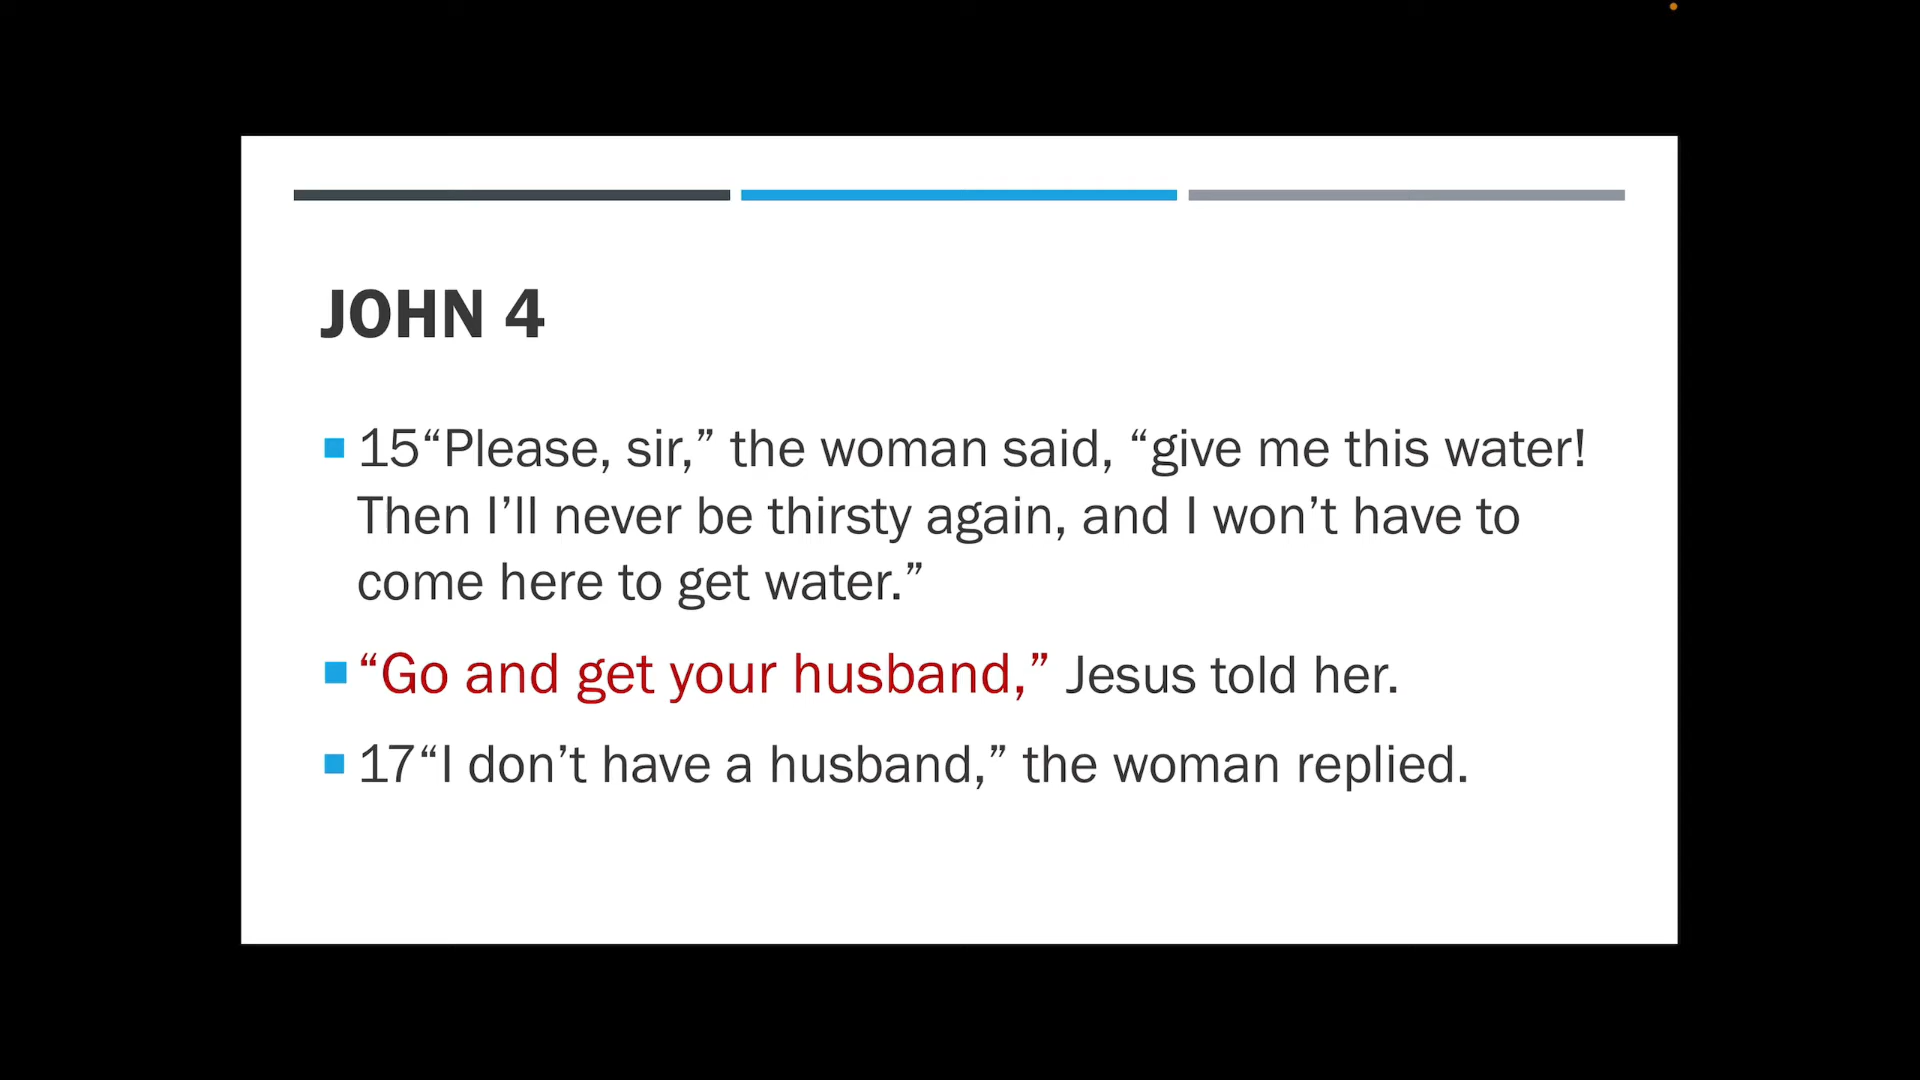 JOHN 4
15“Please, sir,” the woman said, “give me this water!
Then I’ll never be thirsty again, and I won’t have to
come here to get water.”
“Go and get your husband,” Jesus told her.
17“I don’t have a husband,” the woman replied.